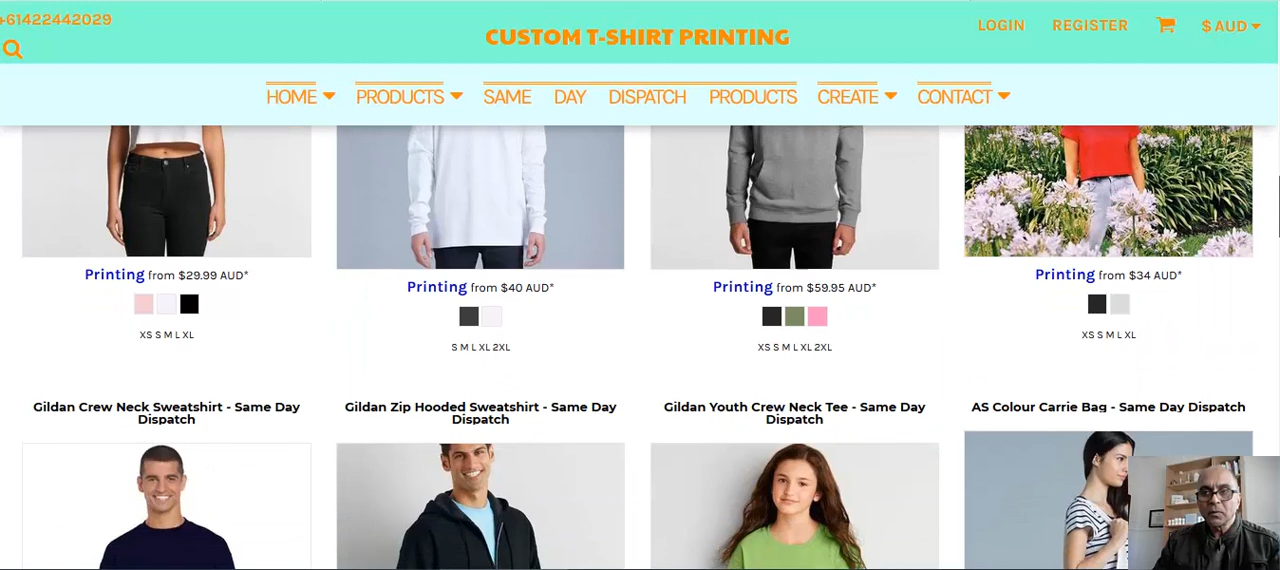 +61422442029
CUSTOM T-SHIRT PRINTING
LOGIN REGISTER $ AUD
HOME PRODUCTS SAME DAY DISPATCH PRODUCTS CREATE CONTACT
Printing from $29.99 AUD*
XS S M L XL
Printing from $40 AUD*
S M L XL 2XL
Printing from $59.95 AUD*
XS S M L XL 2XL
Printing from $34 AUD*
XS S M L XL
Gildan Crew Neck Sweatshirt - Same Day
Dispatch
Gildan Zip Hooded Sweatshirt - Same Day
Dispatch
Gildan Youth Crew Neck Tee - Same Day
Dispatch
AS Colour Carrie Bag - Same Day Dispatch